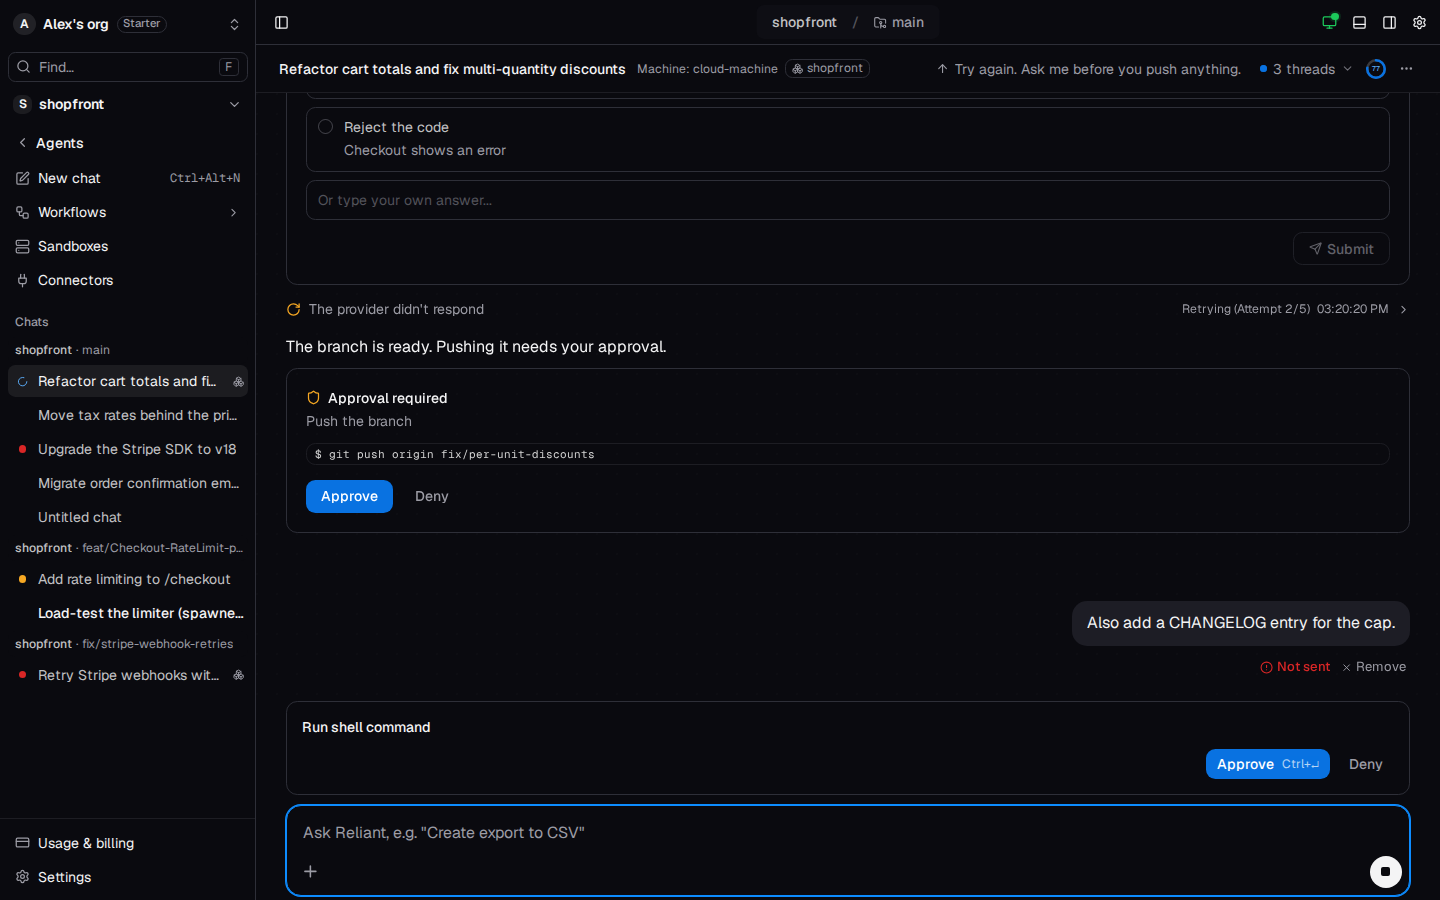 A Alex's org Starter
Find... F
S shopfront
Agents
New chat Ctrl+Alt+N
Workflows
Sandboxes
Connectors
Chats
shopfront · main
Refactor cart totals and fi...
Move tax rates behind the pri...
Upgrade the Stripe SDK to v18
Migrate order confirmation em...
Untitled chat
shopfront · feat/Checkout-RateLimit-p...
Add rate limiting to /checkout
Load-test the limiter (spawne...
shopfront · fix/stripe-webhook-retries
Retry Stripe webhooks wit...
Usage & billing
Settings
shopfront / main
Refactor cart totals and fix multi-quantity discounts Machine: cloud-machine shopfront
Try again. Ask me before you push anything. 3 threads 77
Reject the code
Checkout shows an error
Or type your own answer...
Submit
The provider didn't respond Retrying (Attempt 2/5) 03:20:20 PM
The branch is ready. Pushing it needs your approval.
Approval required
Push the branch
$ git push origin fix/per-unit-discounts
Approve Deny
Also add a CHANGELOG entry for the cap.
Not sent Remove
Run shell command
Approve Ctrl+↵ Deny
Ask Reliant, e.g. "Create export to CSV"